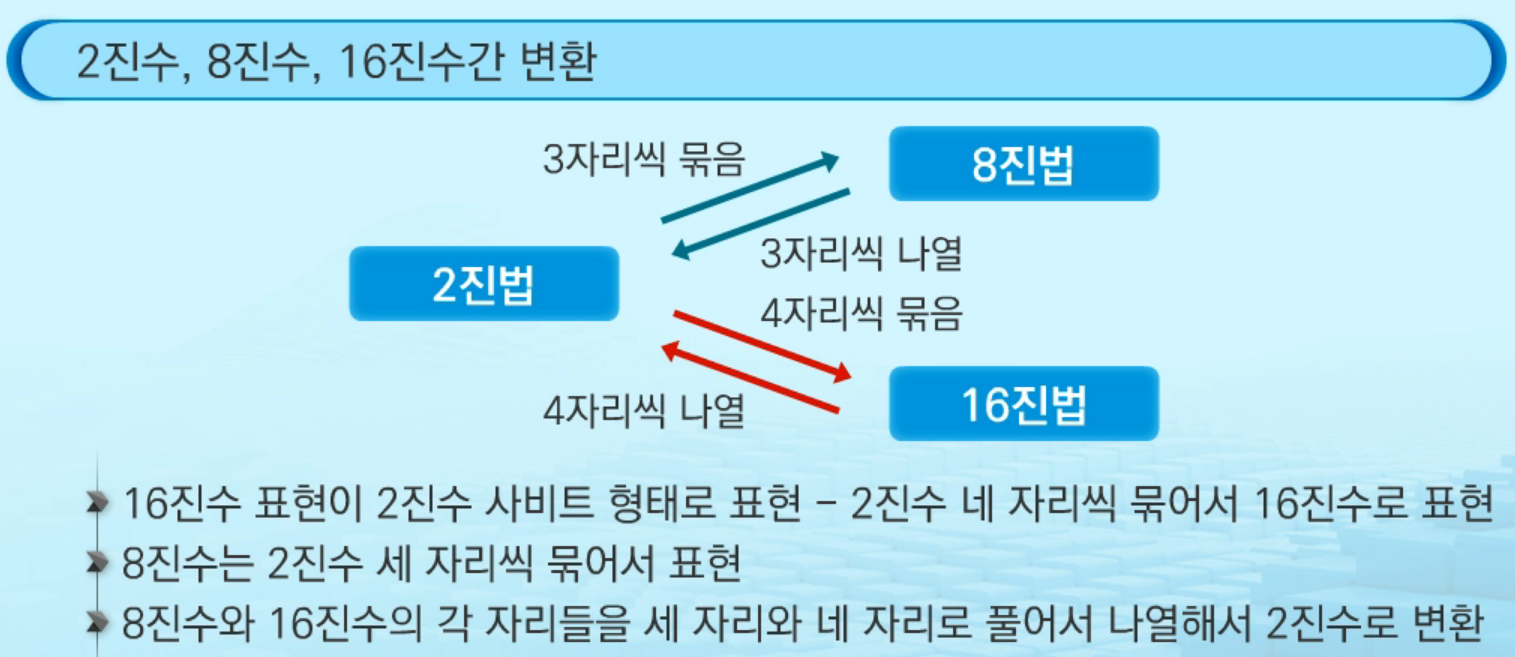 2진수, 8진수, 16진수간 변환
3자리씩 묶음
8진법
3자리씩 나열
2진법
4자리씩 묶음
16진법
4자리씩 나열
16진수 표현이 2진수 사비트 형태로 표현 – 2진수 네 자리씩 묶어서 16진수로 표현
8진수는 2진수 세 자리씩 묶어서 표현
8진수와 16진수의 각 자리들을 세 자리와 네 자리로 풀어서 나열해서 2진수로 변환